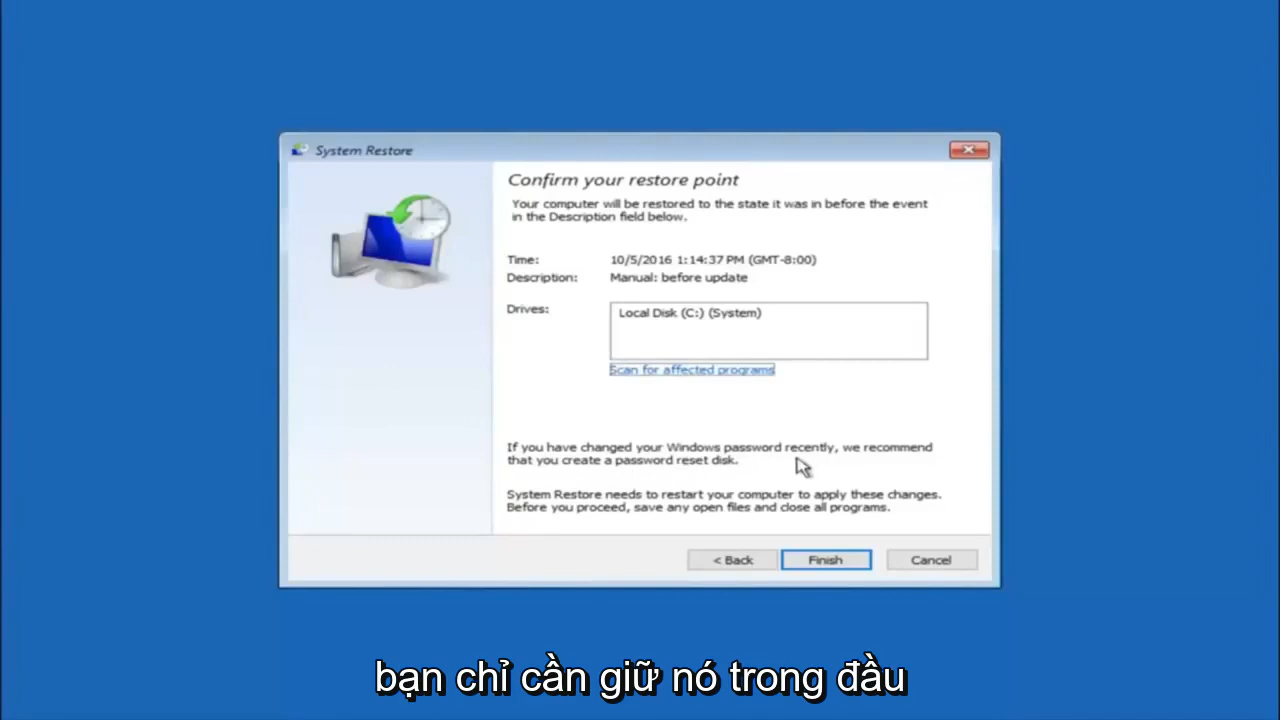 System Restore
Confirm your restore point
Your computer will be restored to the state it was in before the event
in the Description field below.
Time: 10/5/2016 1:14:37 PM (GMT-8:00)
Description: Manual: before update
Drives: Local Disk (C:) (System)
Scan for affected programs
If you have changed your Windows password recently, we recommend
that you create a password reset disk.
System Restore needs to restart your computer to apply these changes.
Before you proceed, save any open files and close all programs.
< Back Finish Cancel
bạn chỉ cần giữ nó trong đầu